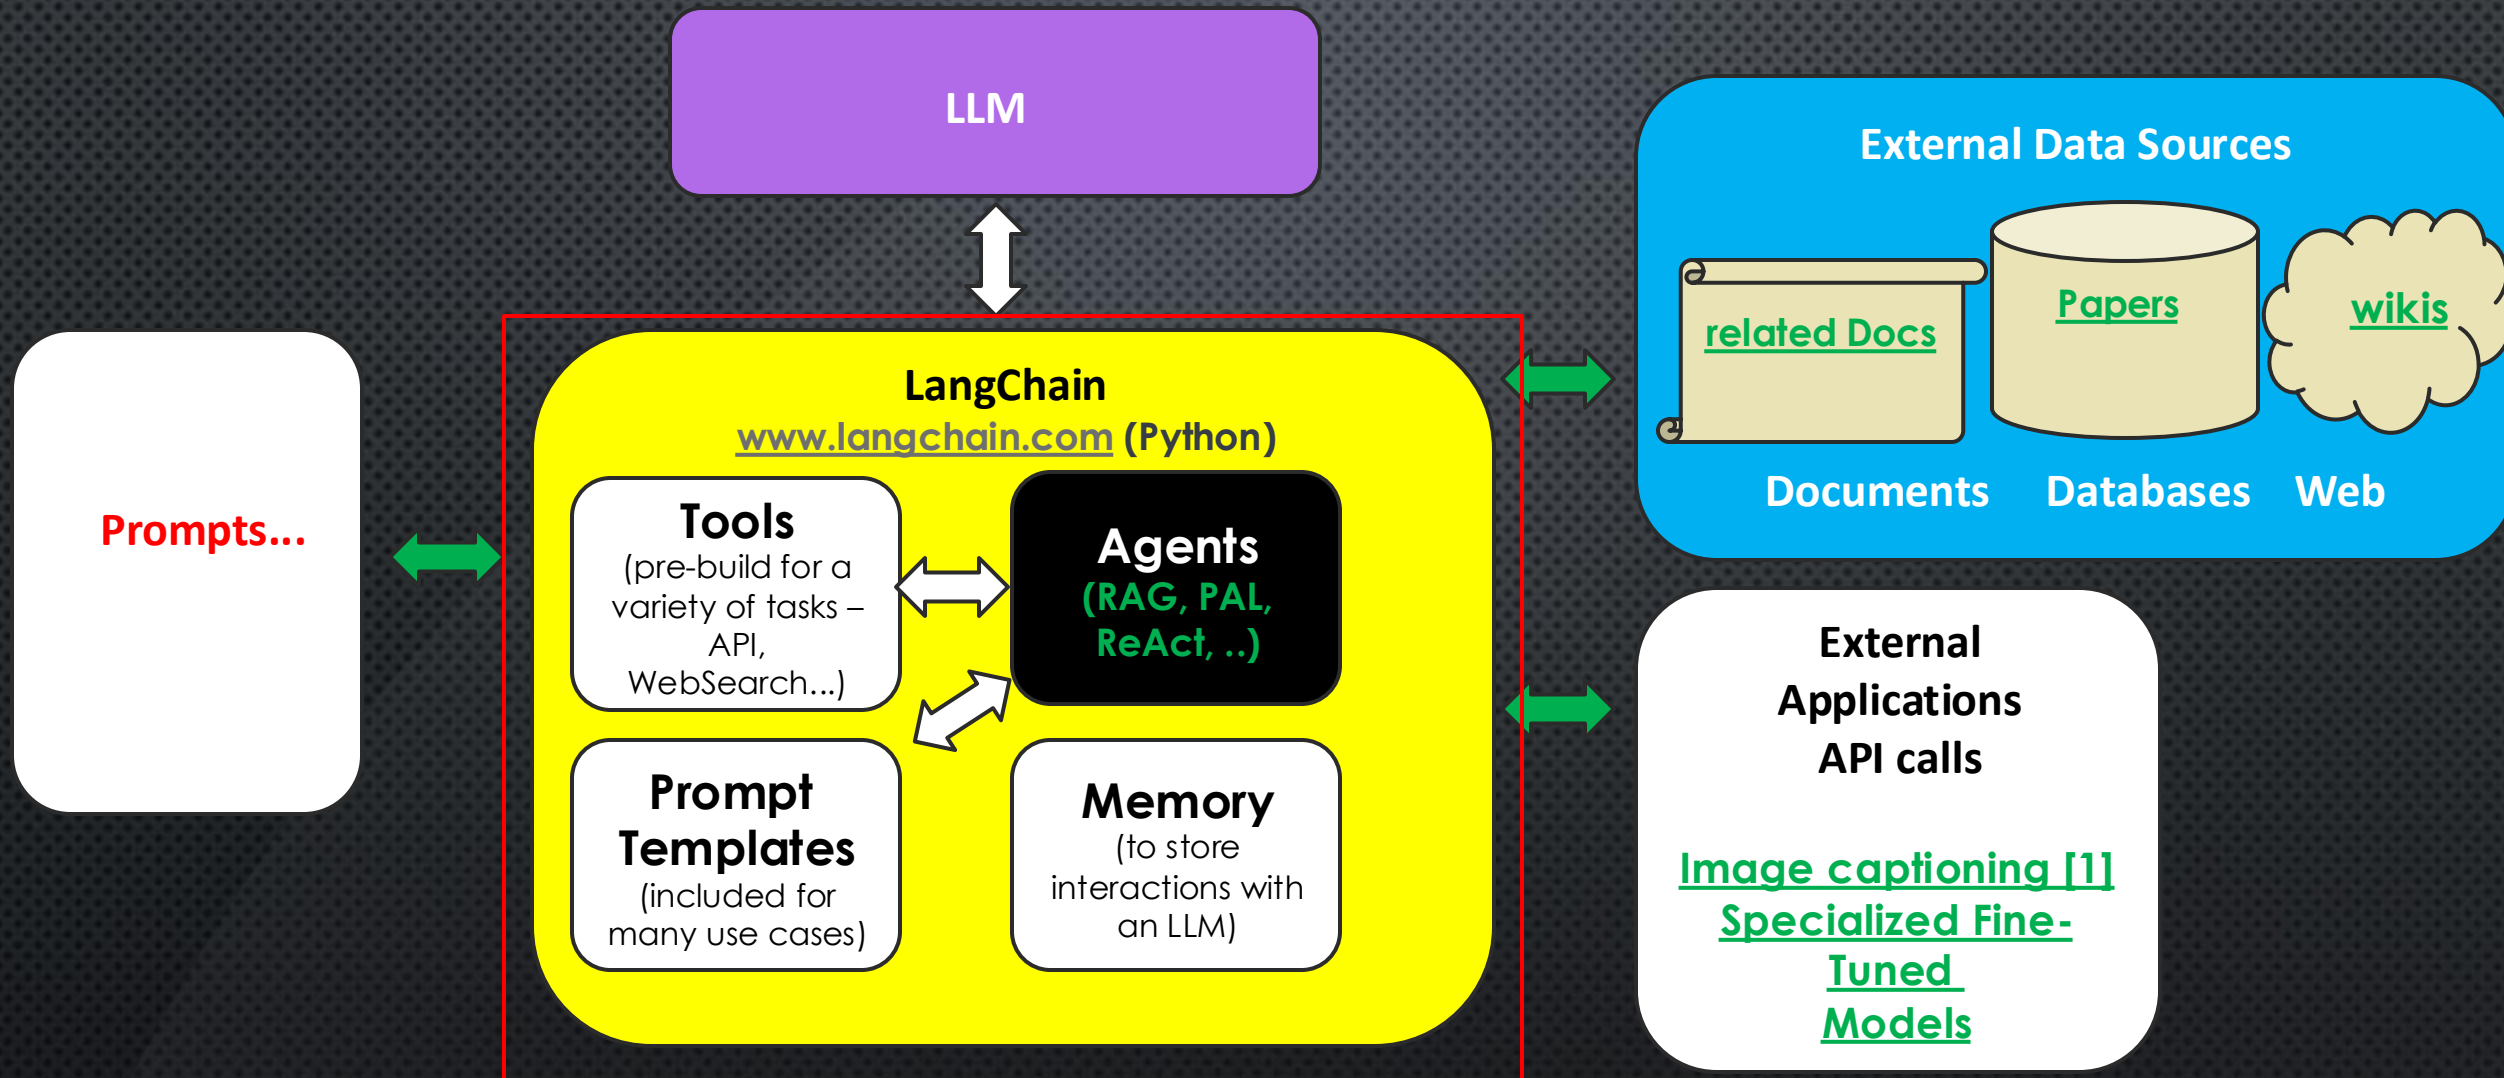 LLM
External Data Sources
related Docs
Papers
wikis
Documents
Databases
Web
Prompts...
LangChain
www.langchain.com (Python)
Tools
(pre-build for a
variety of tasks –
API,
WebSearch...)
Agents
(RAG, PAL,
ReAct, ..)
Prompt
Templates
(included for
many use cases)
Memory
(to store
interactions with
an LLM)
External
Applications
API calls
Image captioning [1]
Specialized Fine-
Tuned
Models